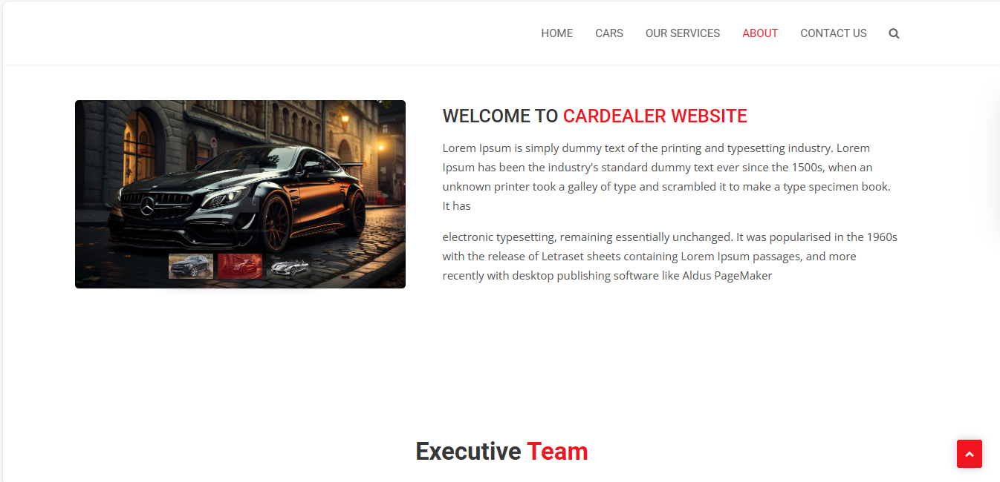 HOME CARS OUR SERVICES ABOUT CONTACT US
WELCOME TO CARDEALER WEBSITE
Lorem Ipsum is simply dummy text of the printing and typesetting industry. Lorem
Ipsum has been the industry's standard dummy text ever since the 1500s, when an
unknown printer took a galley of type and scrambled it to make a type specimen book.
It has
electronic typesetting, remaining essentially unchanged. It was popularised in the 1960s
with the release of Letraset sheets containing Lorem Ipsum passages, and more
recently with desktop publishing software like Aldus PageMaker
Executive Team